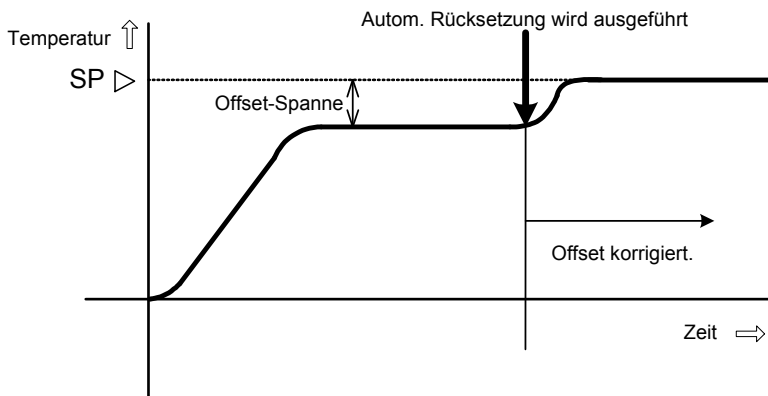 Autom. Rücksetzung wird ausgeführt
Temperatur
SP
Offset-Spanne
Offset korrigiert.
Zeit